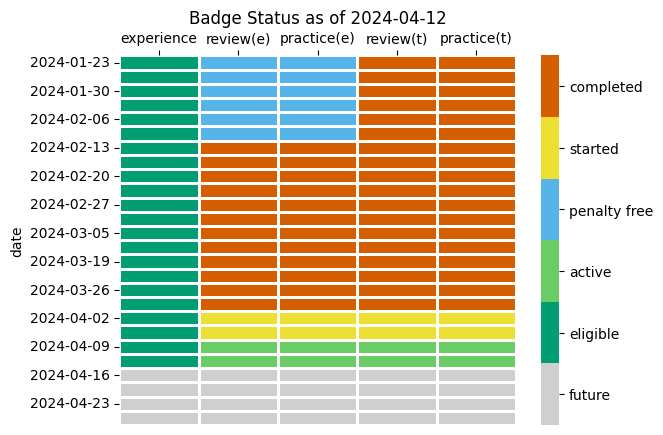 Badge Status as of 2024-04-12
experience review(e) practice(e) review(t) practice(t)
date
2024-01-23
2024-01-30
2024-02-06
2024-02-13
2024-02-20
2024-02-27
2024-03-05
2024-03-19
2024-03-26
2024-04-02
2024-04-09
2024-04-16
2024-04-23
completed
started
penalty free
active
eligible
future